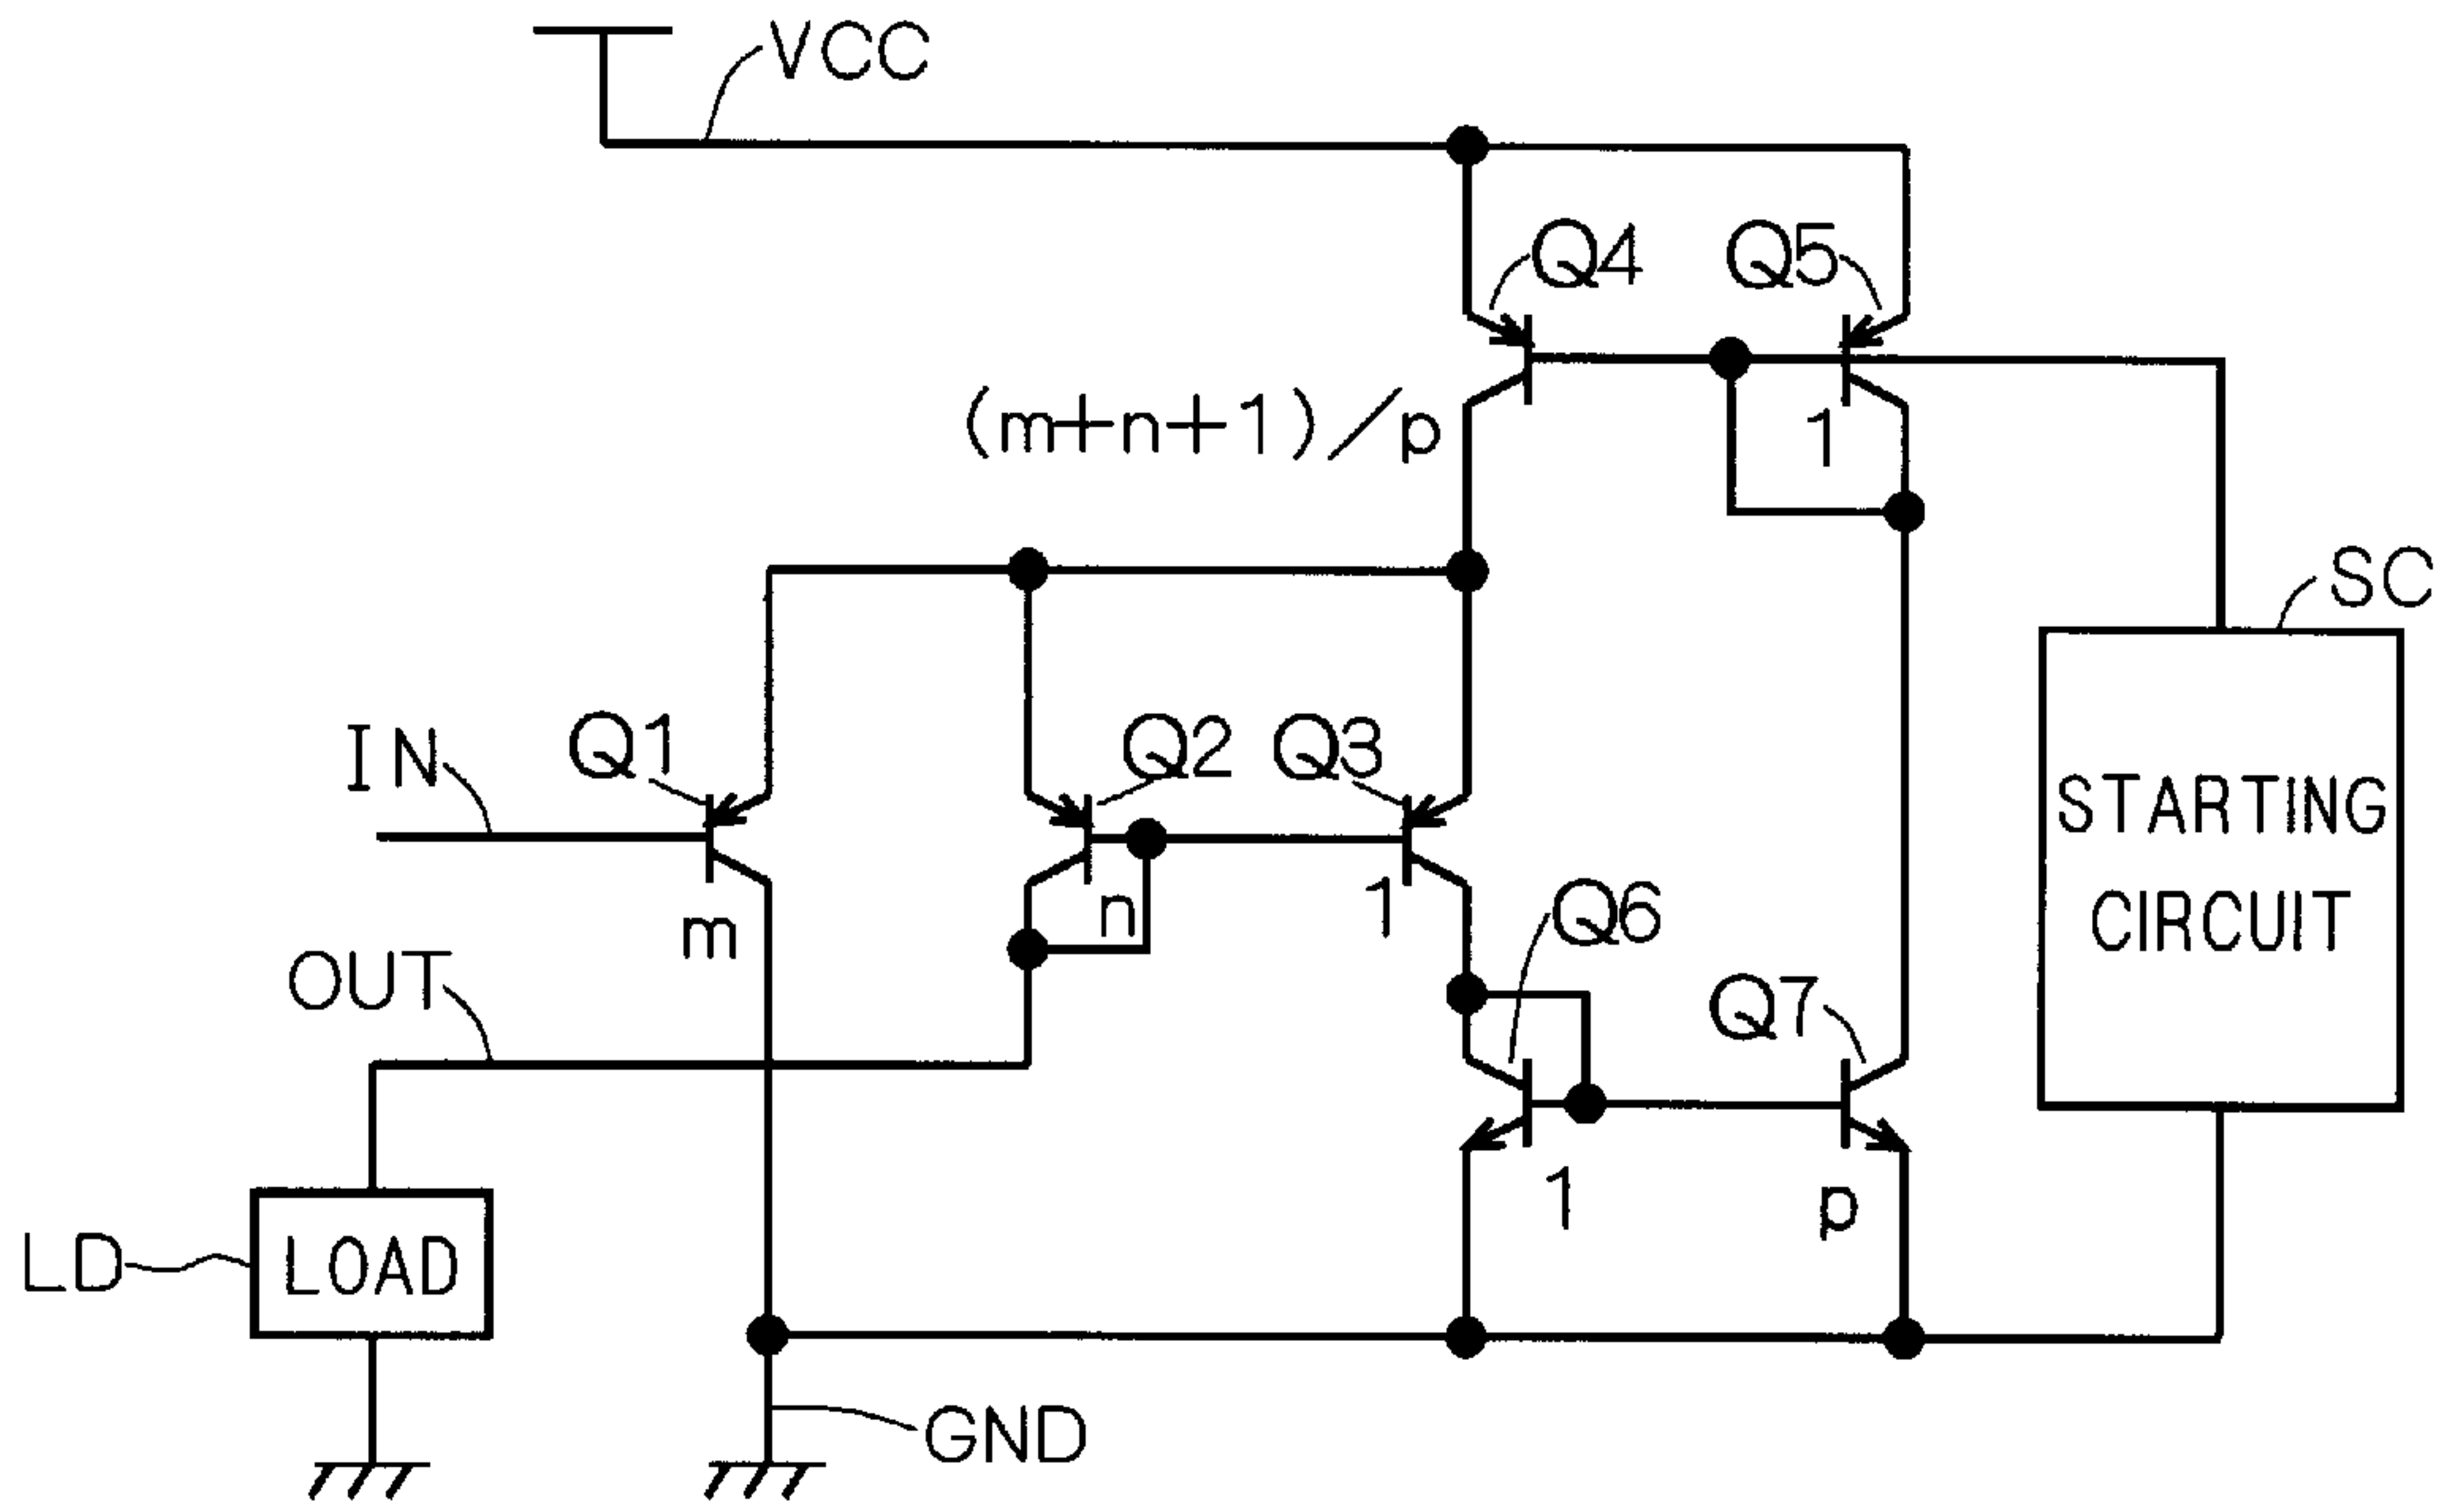 VCC
Q4
Q5
(m+n+1)/p
1
SC
IN
Q1
Q2
Q3
STARTING
CIRCUIT
m
n
1
Q6
OUT
Q7
1
p
LD
LOAD
GND